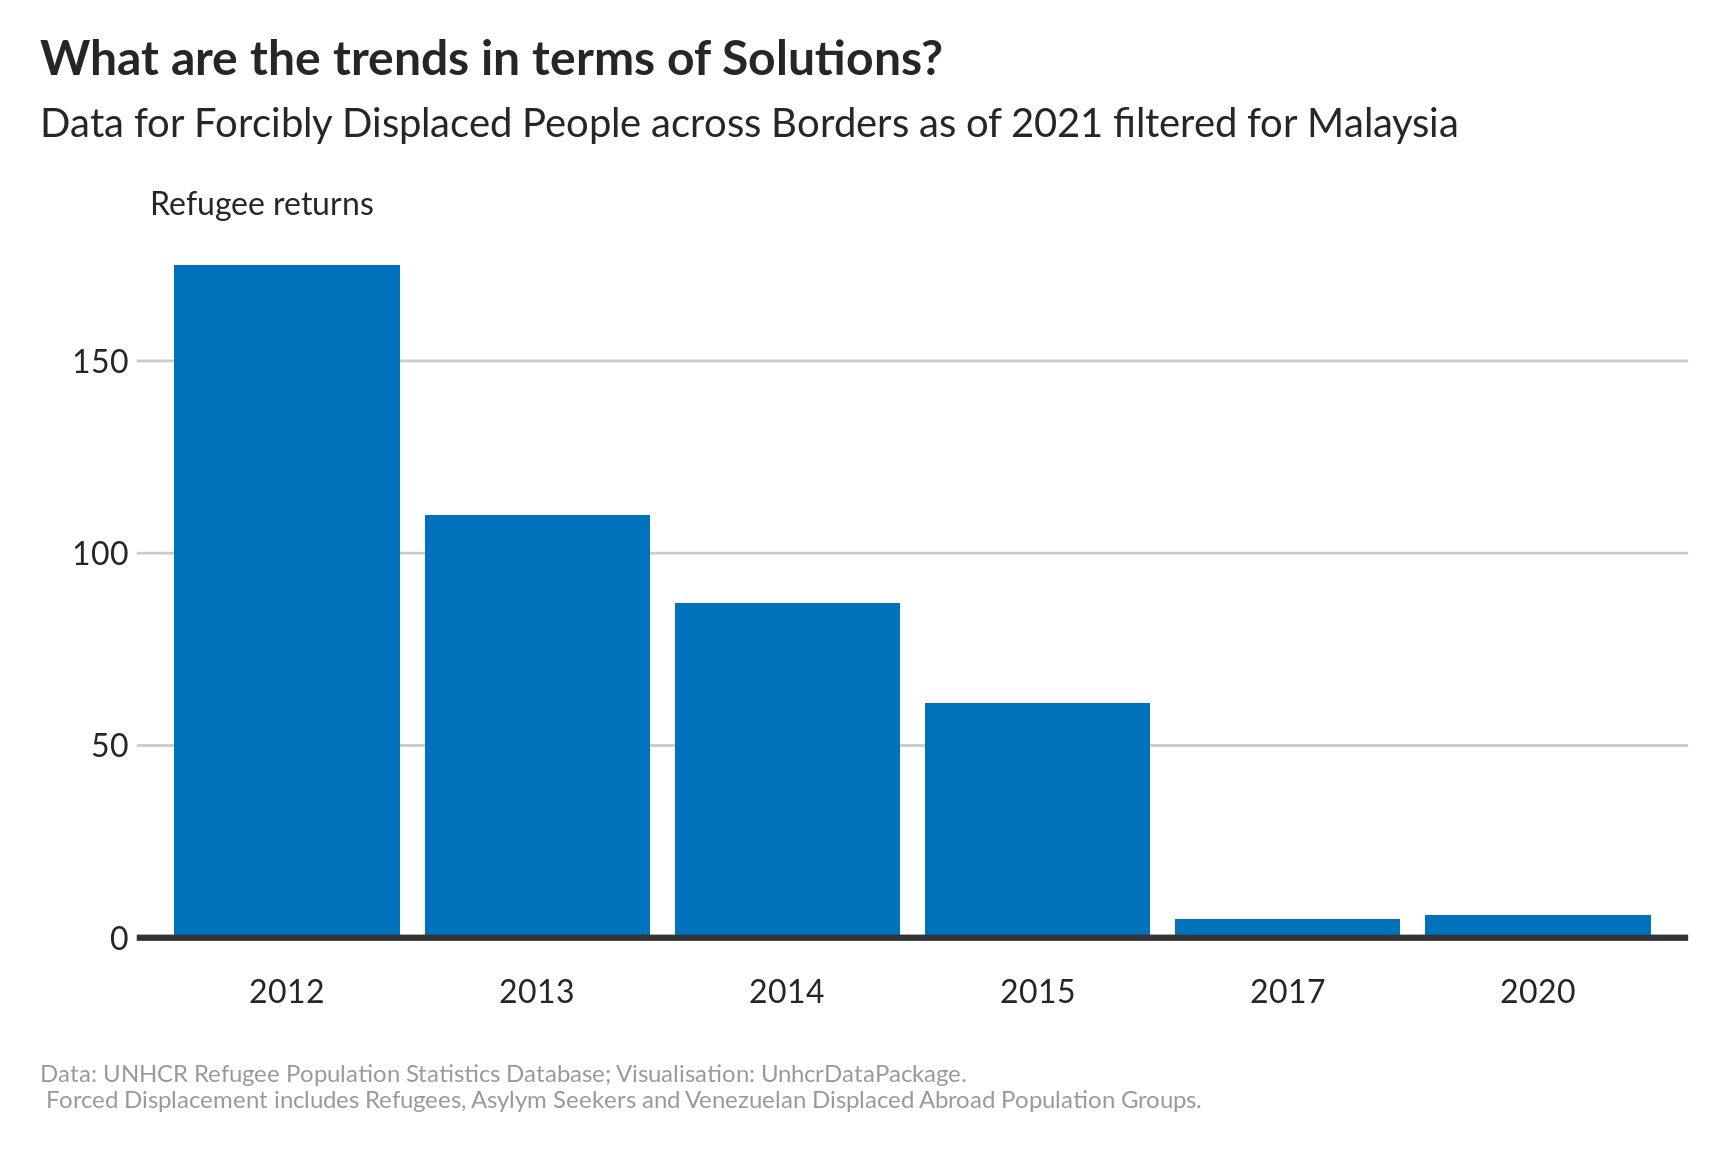 What are the trends in terms of Solutions?
Data for Forcibly Displaced People across Borders as of 2021 filtered for Malaysia
Refugee returns
150
100
50
0
2012 2013 2014 2015 2017 2020
Data: UNHCR Refugee Population Statistics Database; Visualisation: UnhcrDataPackage.
Forced Displacement includes Refugees, Asylym Seekers and Venezuelan Displaced Abroad Population Groups.